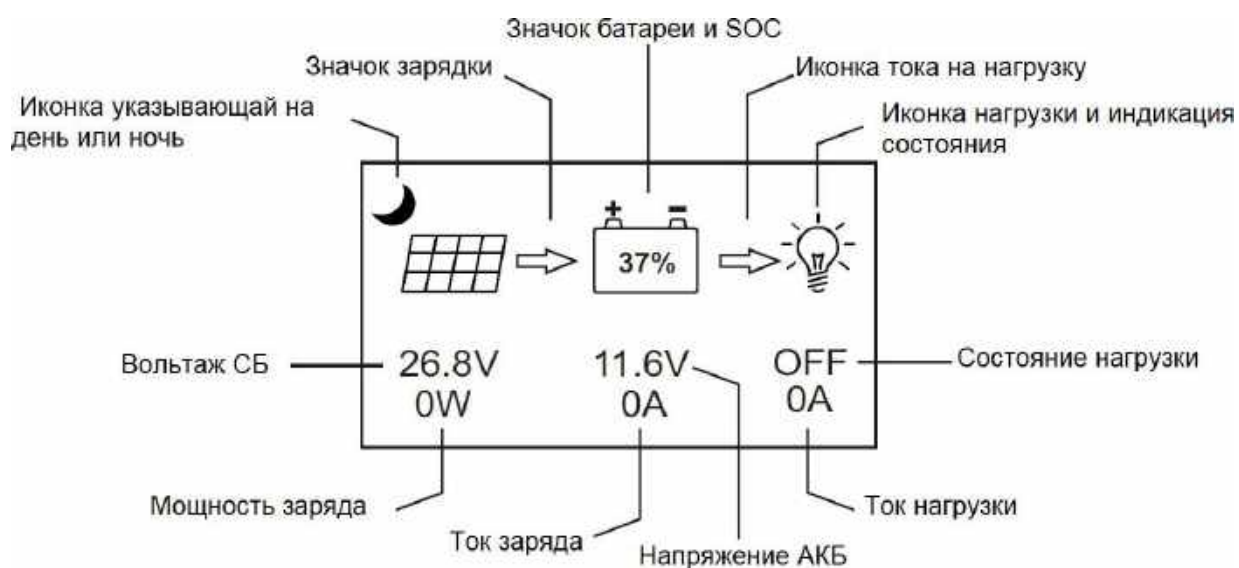 Значок батареи и SOC
Значок зарядки
Иконка тока на нагрузку
Иконка указывающай на
день или ночь
Иконка нагрузки и индикация
состояния
+ −
37%
Вольтаж СБ
26.8V
11.6V
OFF
Состояние нагрузки
0W
0A
0A
Мощность заряда
Ток нагрузки
Ток заряда
Напряжение АКБ